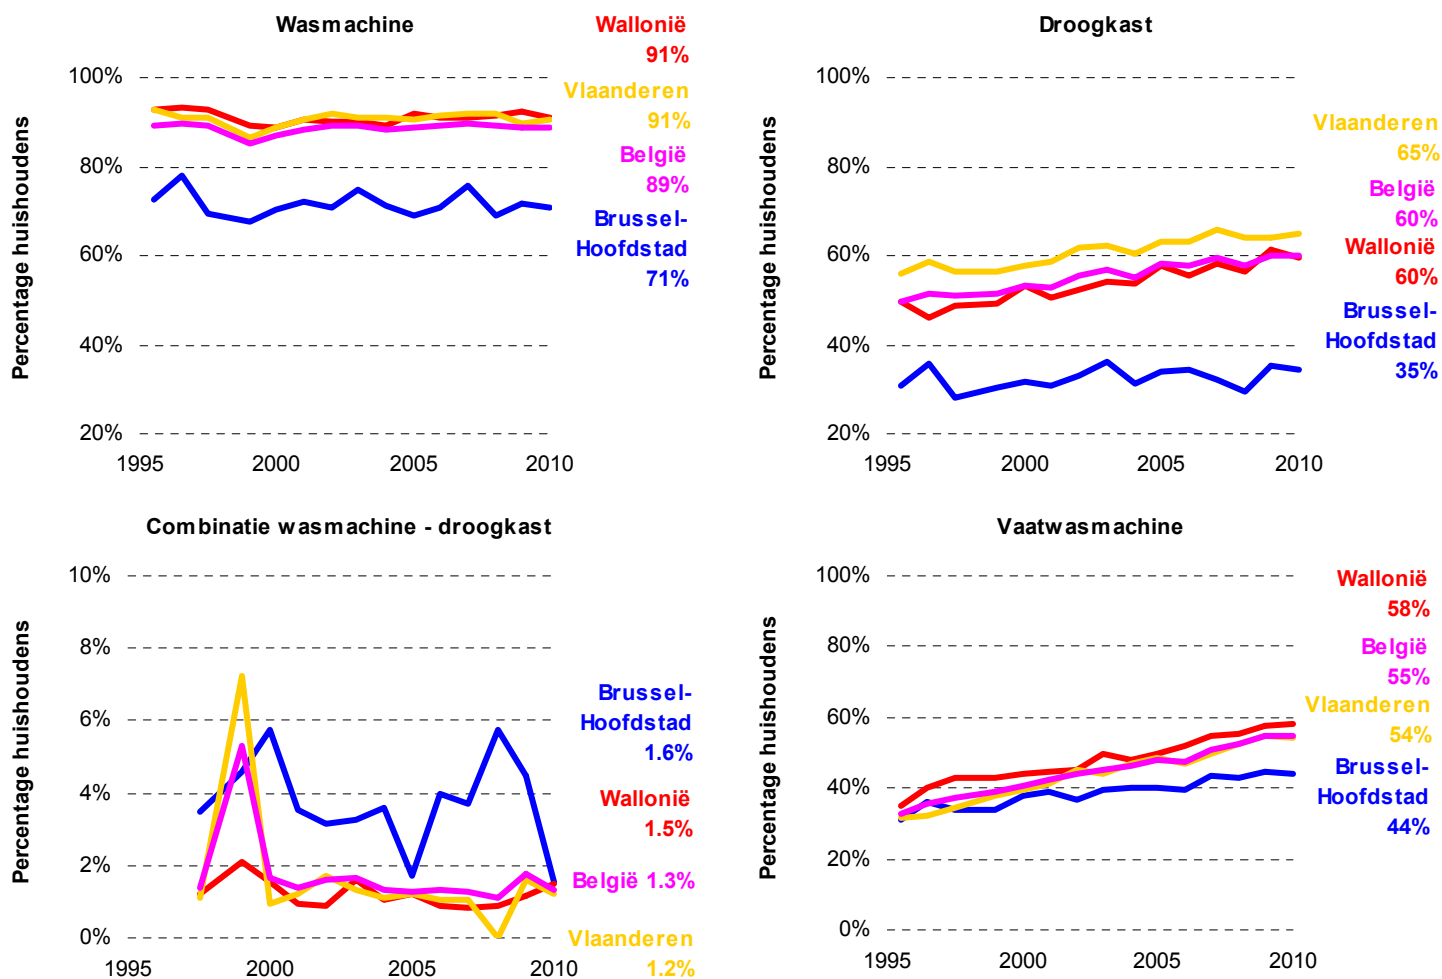 Wasmachine
Percentage huishoudens
100%
80%
60%
40%
20%
1995
2000
2005
2010
Wallonië
91%
Vlaanderen
91%
België
89%
Brussel-
Hoofdstad
71%
Droogkast
Percentage huishoudens
100%
80%
60%
40%
20%
1995
2000
2005
2010
Vlaanderen
65%
België
60%
Wallonië
60%
Brussel-
Hoofdstad
35%
Combinatie wasmachine - droogkast
Percentage huishoudens
10%
8%
6%
4%
2%
0%
1995
2000
2005
2010
Brussel-
Hoofdstad
1.6%
Wallonië
1.5%
België 1.3%
Vlaanderen
1.2%
Vaatwasmachine
Percentage huishoudens
100%
80%
60%
40%
20%
0%
1995
2000
2005
2010
Wallonië
58%
België
55%
Vlaanderen
54%
Brussel-
Hoofdstad
44%